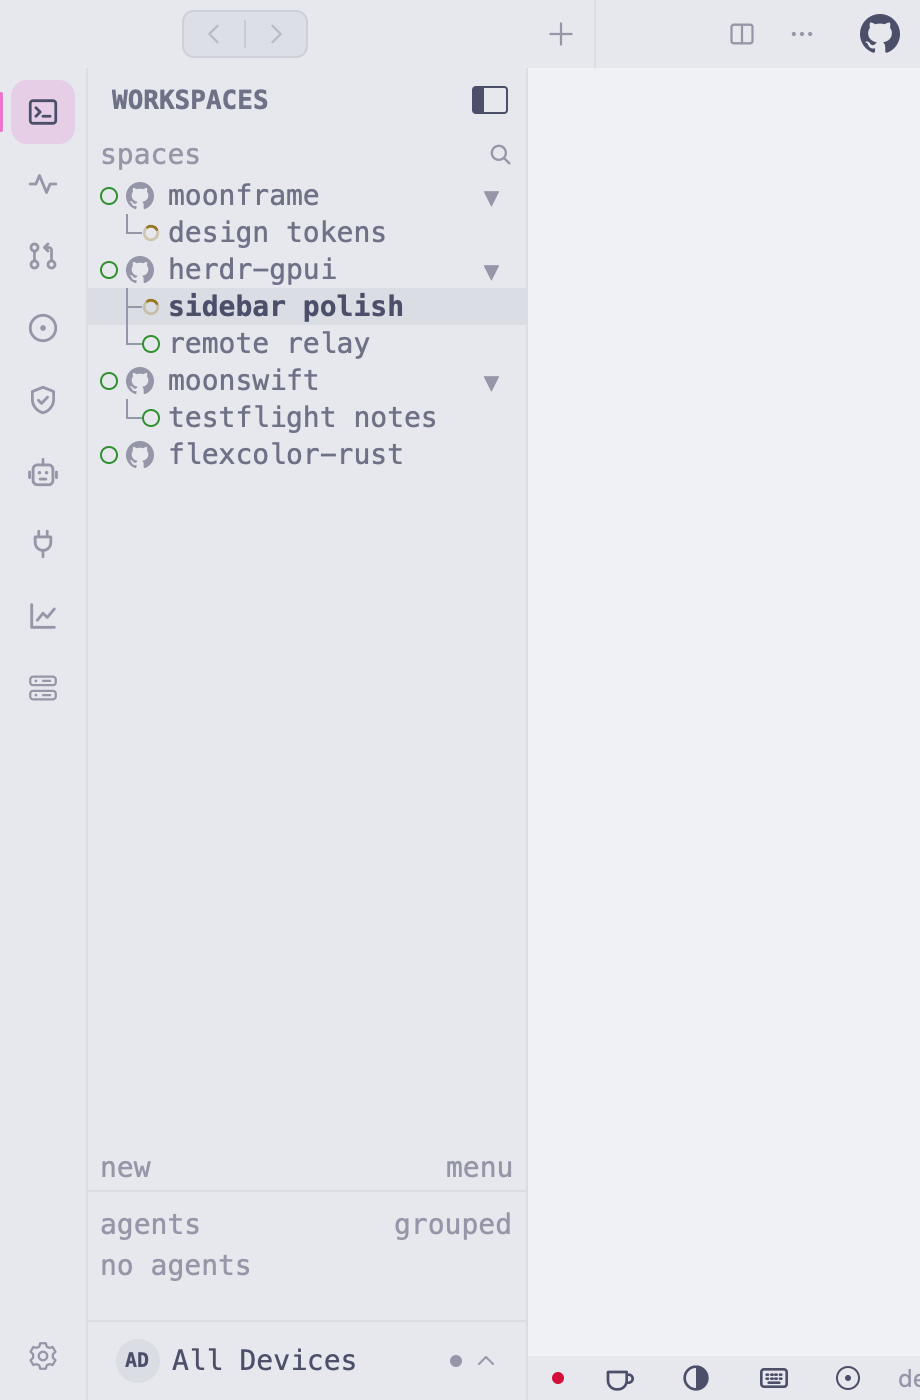 WORKSPACES
spaces
moonframe
design tokens
herdr-gpui
sidebar polish
remote relay
moonswift
testflight notes
flexcolor-rust
new menu
agents grouped
no agents
AD All Devices